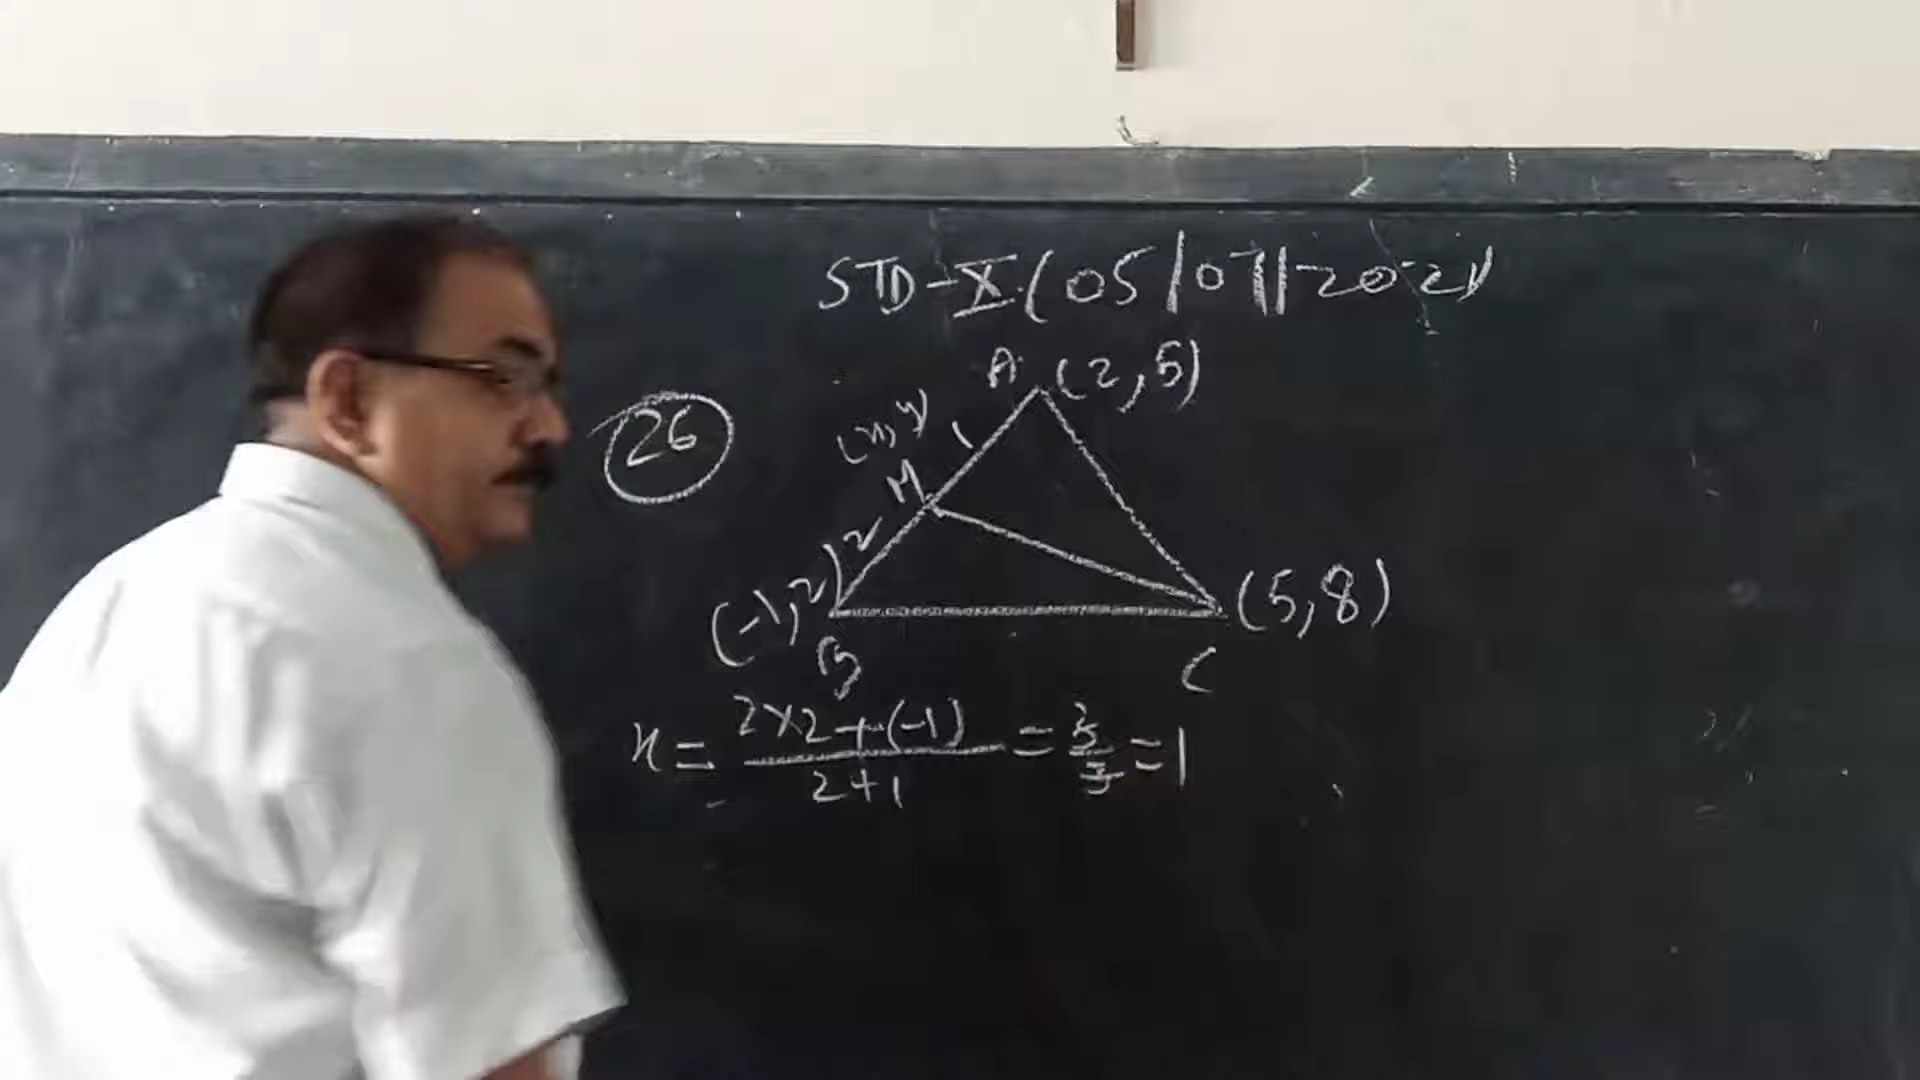 STD-X (05/07/2021)
26
A (2,5)
(x,y) 1
M
2
(-1,2) (5,8)
B C
x = 2×2+(-1) / 2+1 = 3/3 = 1